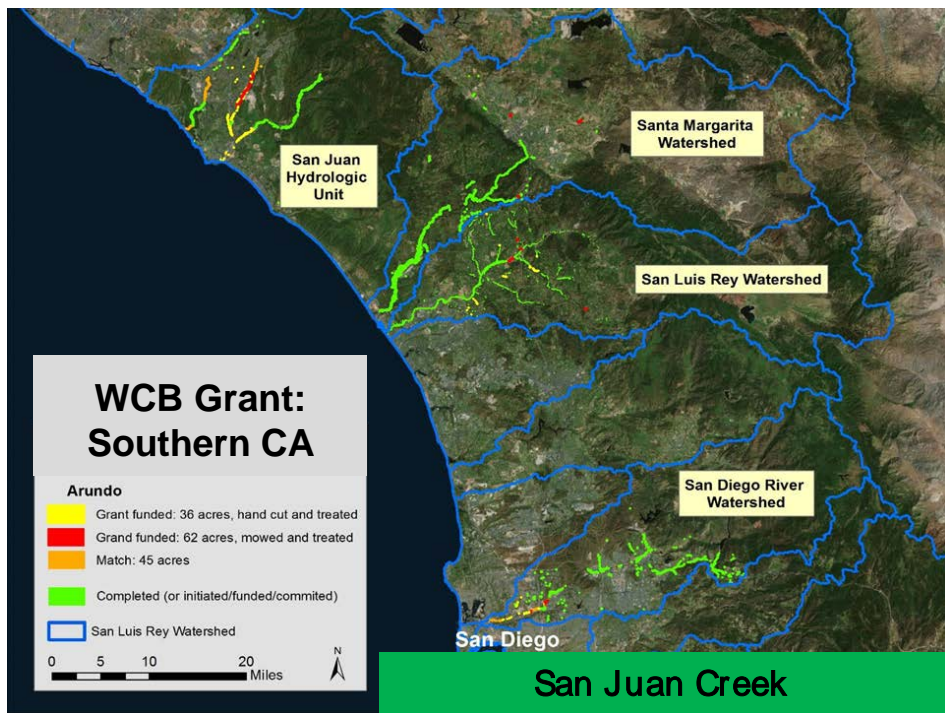 Santa Margarita
Watershed
San Juan
Hydrologic
Unit
San Luis Rey Watershed
WCB Grant:
Southern CA
Arundo
Grant funded: 36 acres, hand cut and treated
Grand funded: 62 acres, mowed and treated
Match: 45 acres
Completed (or initiated/funded/commited)
San Luis Rey Watershed
0 5 10 20
Miles
N
San Diego River
Watershed
San Diego
San Juan Creek